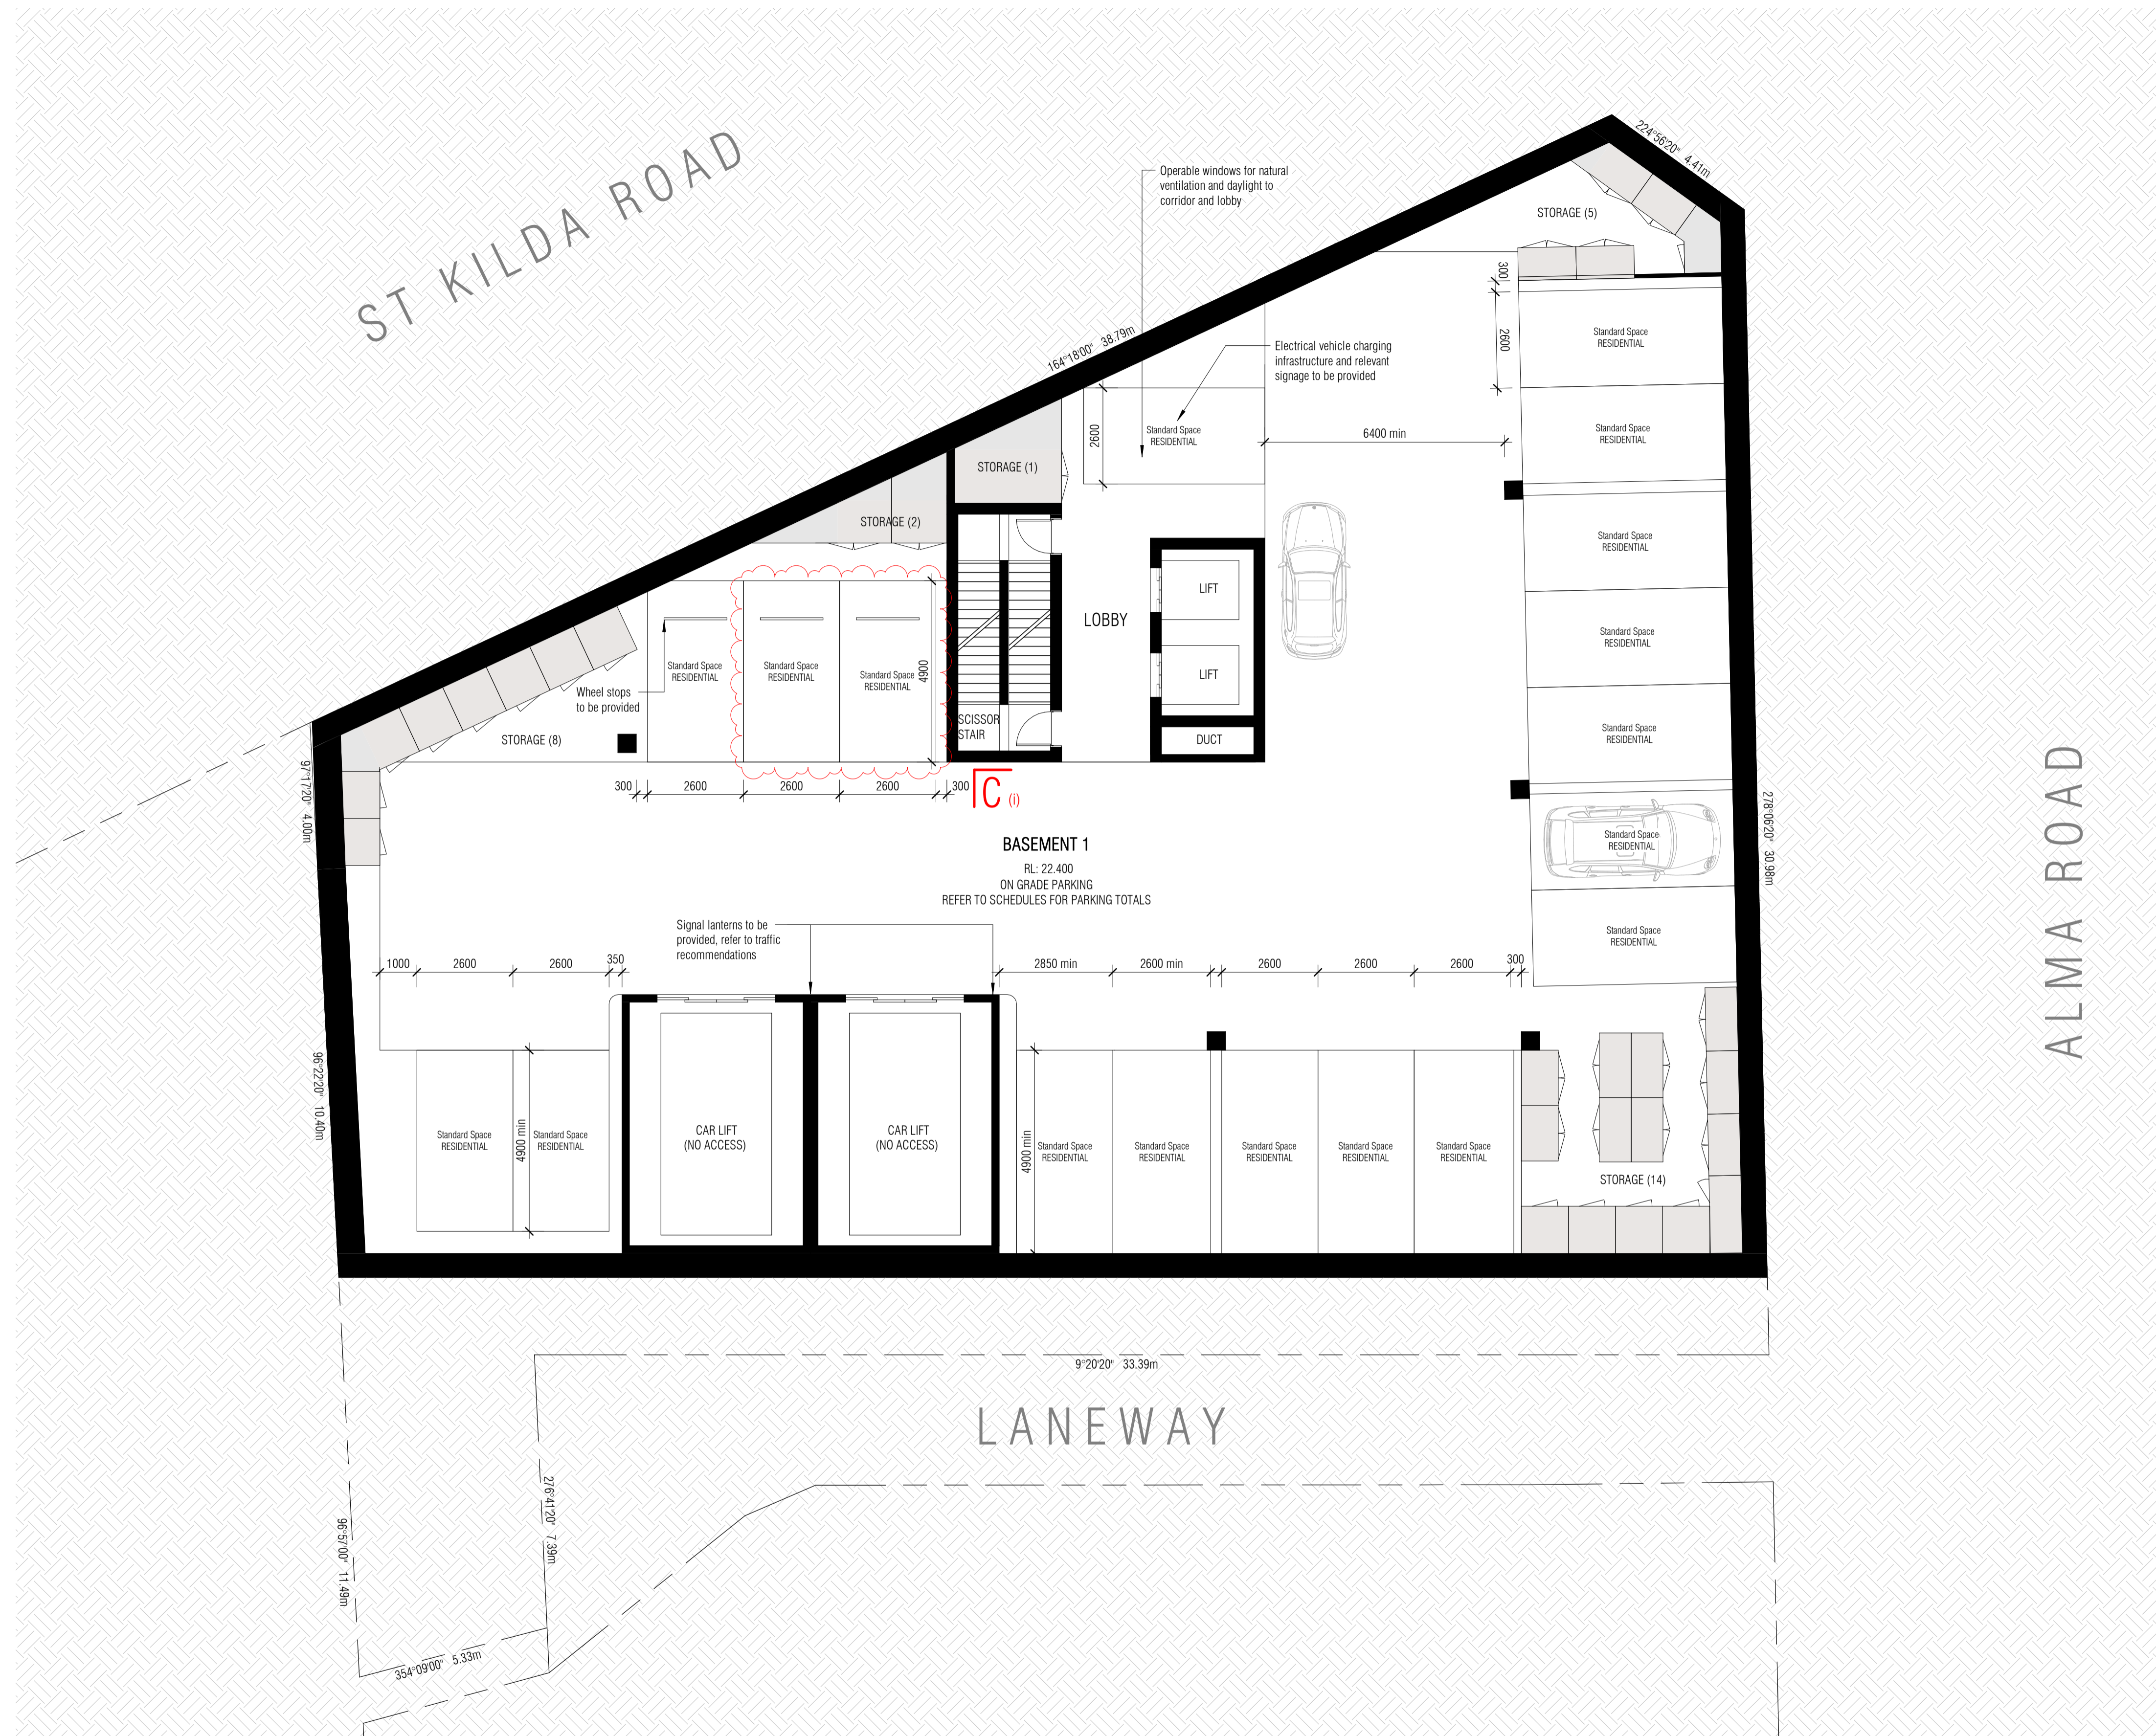 ST KILDA ROAD
224°56'20" 4.41m
Operable windows for natural
ventilation and daylight to
corridor and lobby
STORAGE (5)
300
2600
Standard Space
RESIDENTIAL
164°18'00" 38.79m
Electrical vehicle charging
infrastructure and relevant
signage to be provided
2600
Standard Space
RESIDENTIAL
6400 min
Standard Space
RESIDENTIAL
STORAGE (1)
STORAGE (2)
Standard Space
RESIDENTIAL
LIFT
LOBBY
Standard Space
RESIDENTIAL
Standard Space
RESIDENTIAL
Standard Space
RESIDENTIAL
Standard Space
RESIDENTIAL
4900
LIFT
Wheel stops
to be provided
SCISSOR
STAIR
STORAGE (8)
DUCT
Standard Space
RESIDENTIAL
97°17'20" 4.00m
300
2600
2600
2600
300
C (i)
278°06'20" 30.98m
ALMA ROAD
BASEMENT 1
RL: 22.400
ON GRADE PARKING
REFER TO SCHEDULES FOR PARKING TOTALS
Standard Space
RESIDENTIAL
Signal lanterns to be
provided, refer to traffic
recommendations
Standard Space
RESIDENTIAL
1000
2600
2600
350
2850 min
2600 min
2600
2600
2600
300
96°22'20" 10.40m
Standard Space
RESIDENTIAL
4900 min
Standard Space
RESIDENTIAL
CAR LIFT
(NO ACCESS)
CAR LIFT
(NO ACCESS)
4900 min
Standard Space
RESIDENTIAL
Standard Space
RESIDENTIAL
Standard Space
RESIDENTIAL
Standard Space
RESIDENTIAL
Standard Space
RESIDENTIAL
STORAGE (14)
9°20'20" 33.39m
LANEWAY
276°41'20" 7.39m
96°57'00" 11.49m
354°09'00" 5.33m